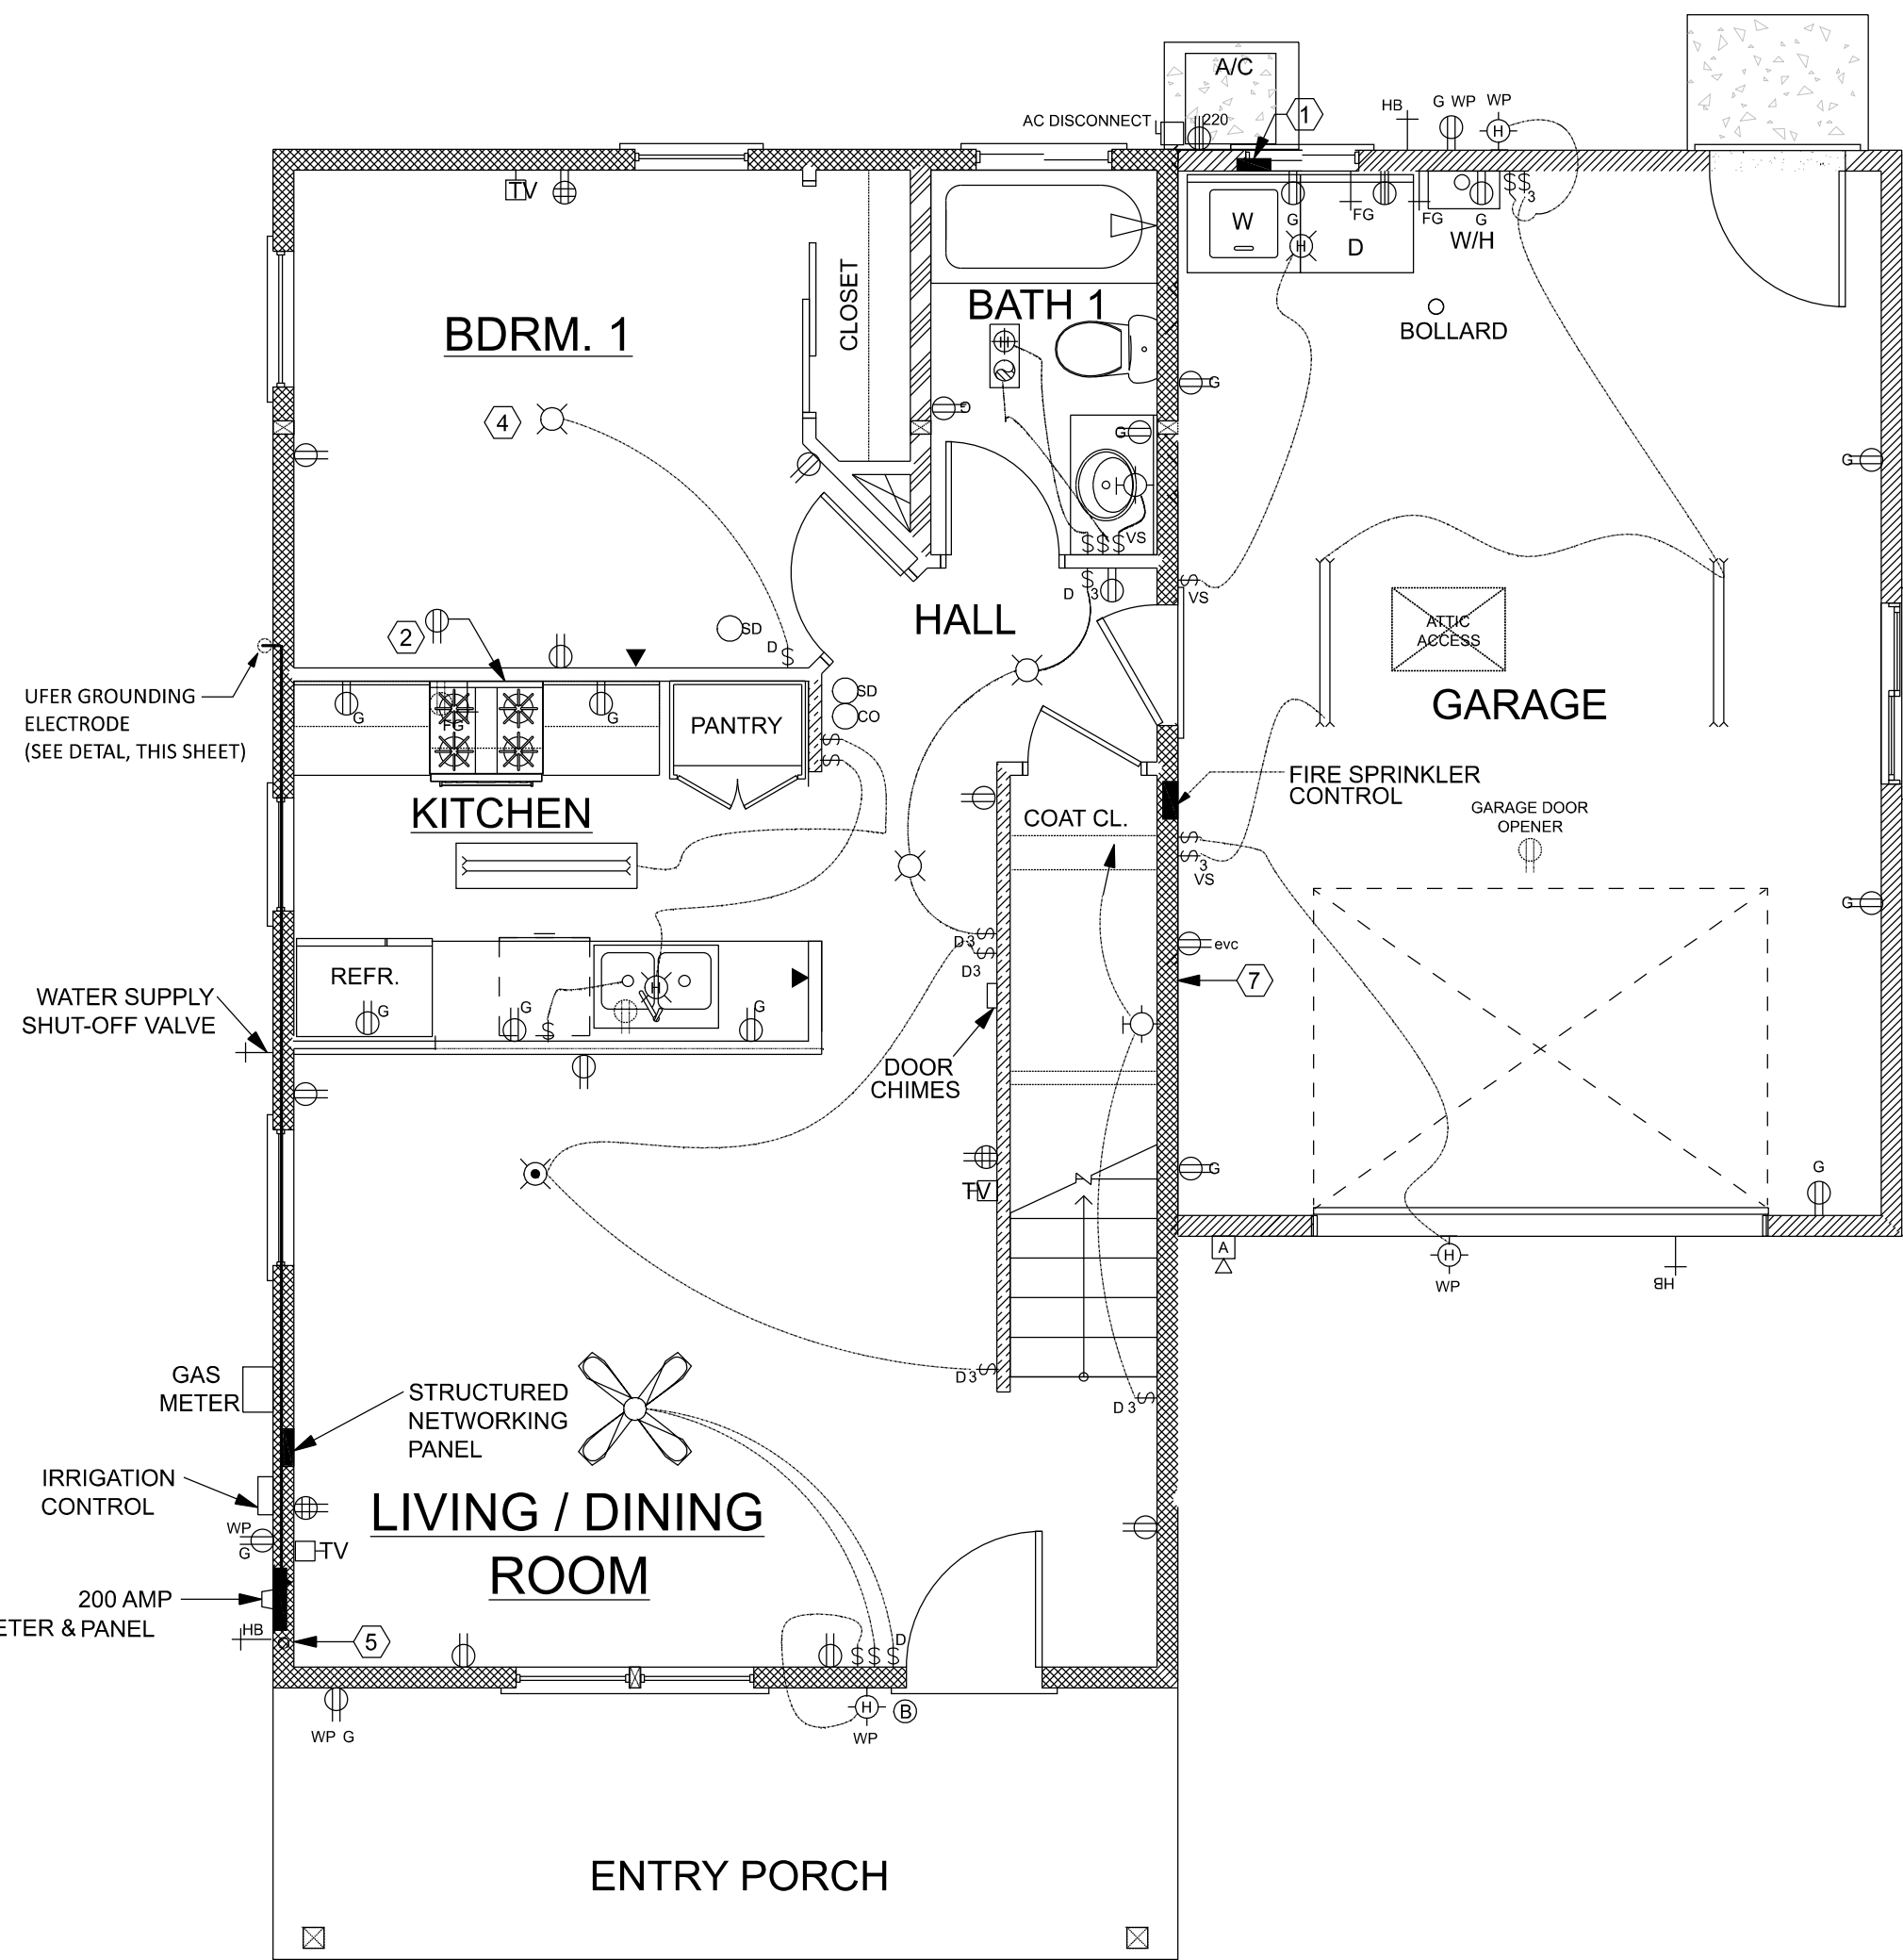 A/C
AC DISCONNECT
220
1
HB
G WP
WP
H
TV
G
FG
FG
G
3
W
H
D
W/H
BOLLARD
BDRM. 1
CLOSET
BATH 1
H
G
G
G
G
4
VS
VS
D
3
HALL
ATTIC
ACCESS
GARAGE
2
SD
D
UFER GROUNDING
ELECTRODE
(SEE DETAL, THIS SHEET)
G
FG
G
PANTRY
SD
CO
KITCHEN
FIRE SPRINKLER
CONTROL
COAT CL.
GARAGE DOOR
OPENER
3
VS
G
D3
D3
evc
7
REFR.
G
G
H
G
WATER SUPPLY
SHUT-OFF VALVE
DOOR
CHIMES
TV
G
G
A
H
WP
HB
GAS
METER
D3
D 3
STRUCTURED
NETWORKING
PANEL
IRRIGATION
CONTROL
WP
G
TV
LIVING / DINING
ROOM
200 AMP
ETER & PANEL
HB
5
D
H
WP
B
WP G
ENTRY PORCH